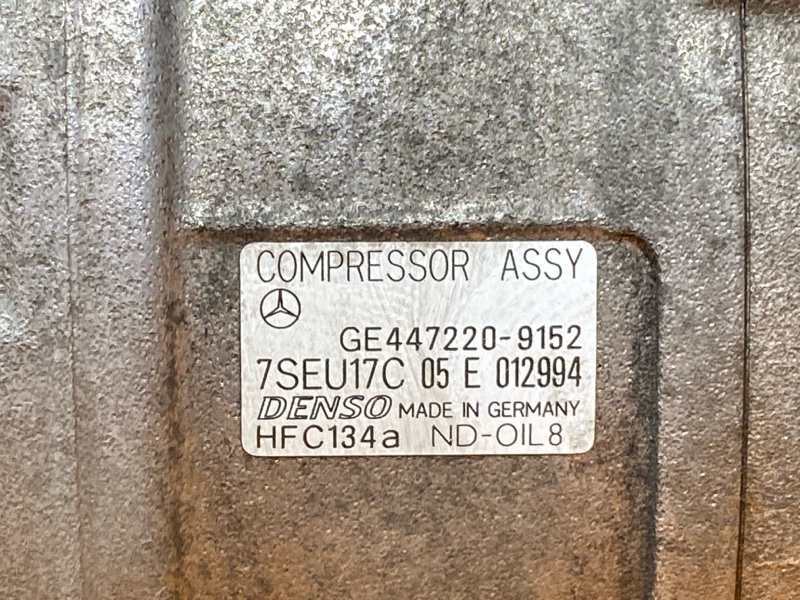 COMPRESSOR ASSY
GE447220-9152
7SEU17C 05 E 012994
DENSO MADE IN GERMANY
HFC134a ND-OIL8